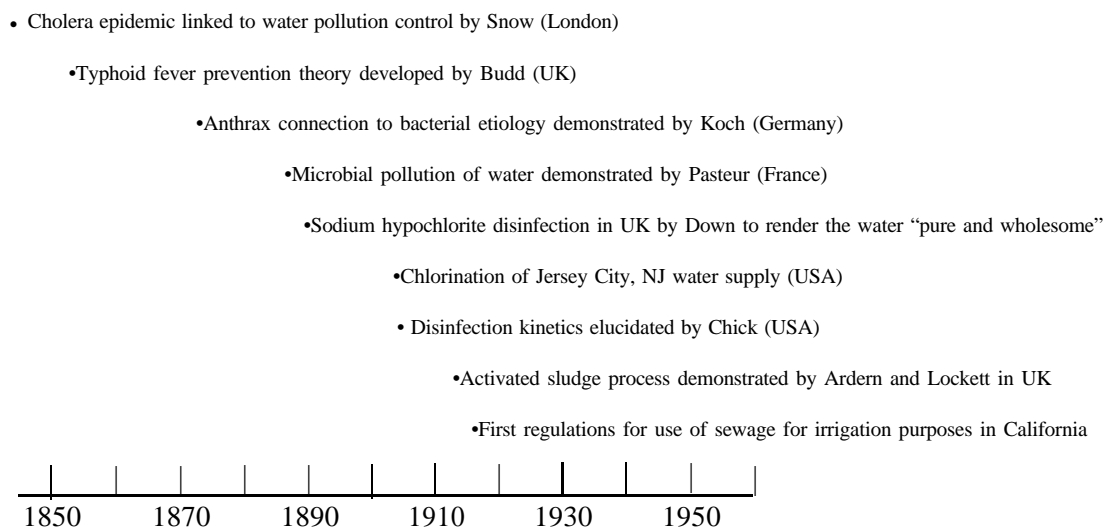 • Cholera epidemic linked to water pollution control by Snow (London)
•Typhoid fever prevention theory developed by Budd (UK)
•Anthrax connection to bacterial etiology demonstrated by Koch (Germany)
•Microbial pollution of water demonstrated by Pasteur (France)
•Sodium hypochlorite disinfection in UK by Down to render the water “pure and wholesome”
•Chlorination of Jersey City, NJ water supply (USA)
• Disinfection kinetics elucidated by Chick (USA)
•Activated sludge process demonstrated by Ardern and Lockett in UK
•First regulations for use of sewage for irrigation purposes in California
1850 1870 1890 1910 1930 1950